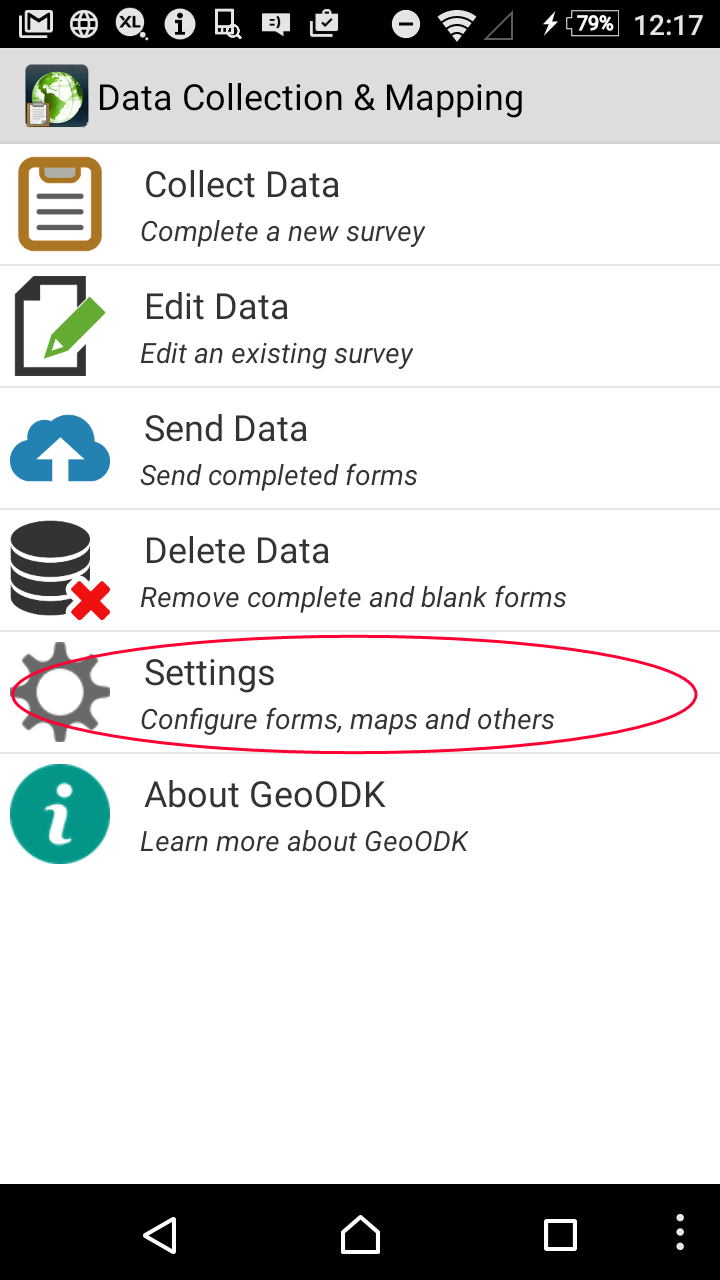 XL
79% 12:17
Data Collection & Mapping
Collect Data
Complete a new survey
Edit Data
Edit an existing survey
Send Data
Send completed forms
Delete Data
Remove complete and blank forms
Settings
Configure forms, maps and others
About GeoODK
Learn more about GeoODK